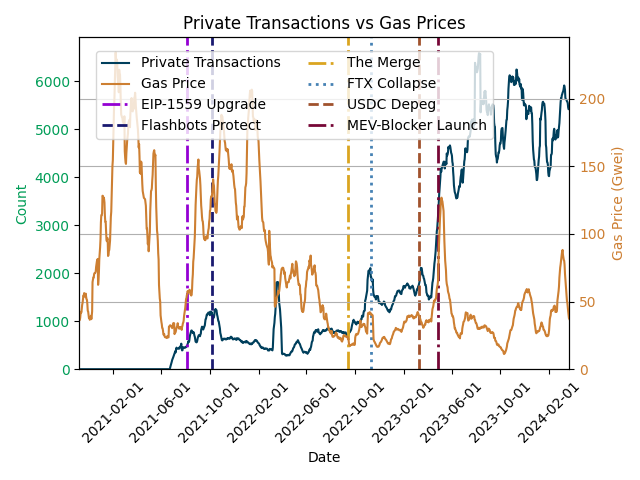 Private Transactions vs Gas Prices
Private Transactions
Gas Price
EIP-1559 Upgrade
Flashbots Protect
The Merge
FTX Collapse
USDC Depeg
MEV-Blocker Launch
Count
6000
5000
4000
3000
2000
1000
0
Gas Price (Gwei)
200
150
100
50
0
2021-02-01
2021-06-01
2021-10-01
2022-02-01
2022-06-01
2022-10-01
2023-02-01
2023-06-01
2023-10-01
2024-02-01
Date